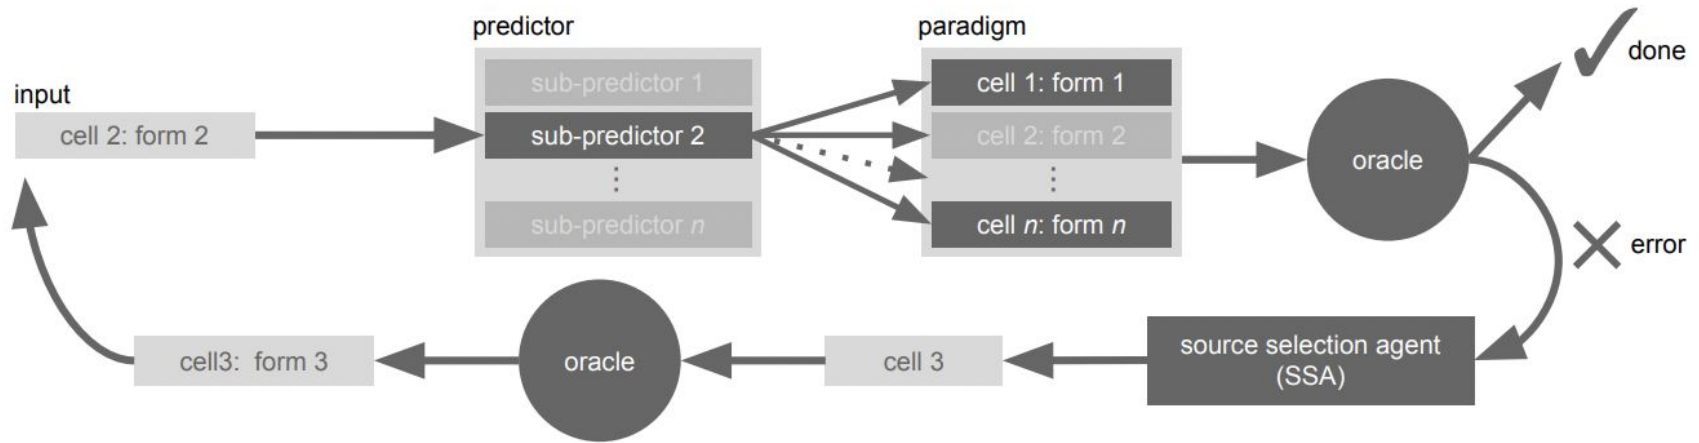 predictor
paradigm
done
input
sub-predictor 1
cell 1: form 1
cell 2: form 2
sub-predictor 2
cell 2: form 2
oracle
⋮
⋮
sub-predictor n
cell n: form n
error
cell3: form 3
oracle
cell 3
source selection agent
(SSA)